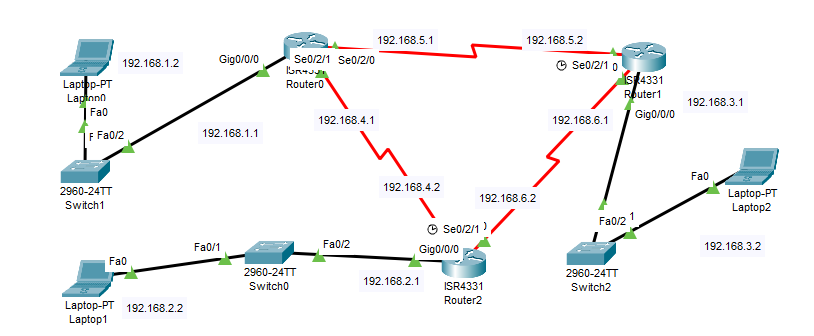 192.168.5.1
192.168.5.2
192.168.1.2
Gig0/0/0
Se0/2/1
Se0/2/0
ISR4331
Router0
Se0/2/1
0
ISR4331
Router1
Laptop-PT
Laptop0
Fa0
Fa0/2
192.168.1.1
192.168.4.1
192.168.6.1
192.168.3.1
Gig0/0/0
2960-24TT
Switch1
192.168.4.2
192.168.6.2
Fa0
Laptop-PT
Laptop2
Fa0/2
1
Se0/2/1
Gig0/0/0
192.168.3.2
Fa0
Fa0/1
Fa0/2
2960-24TT
Switch0
192.168.2.1
ISR4331
Router2
2960-24TT
Switch2
Laptop-PT
Laptop1
192.168.2.2